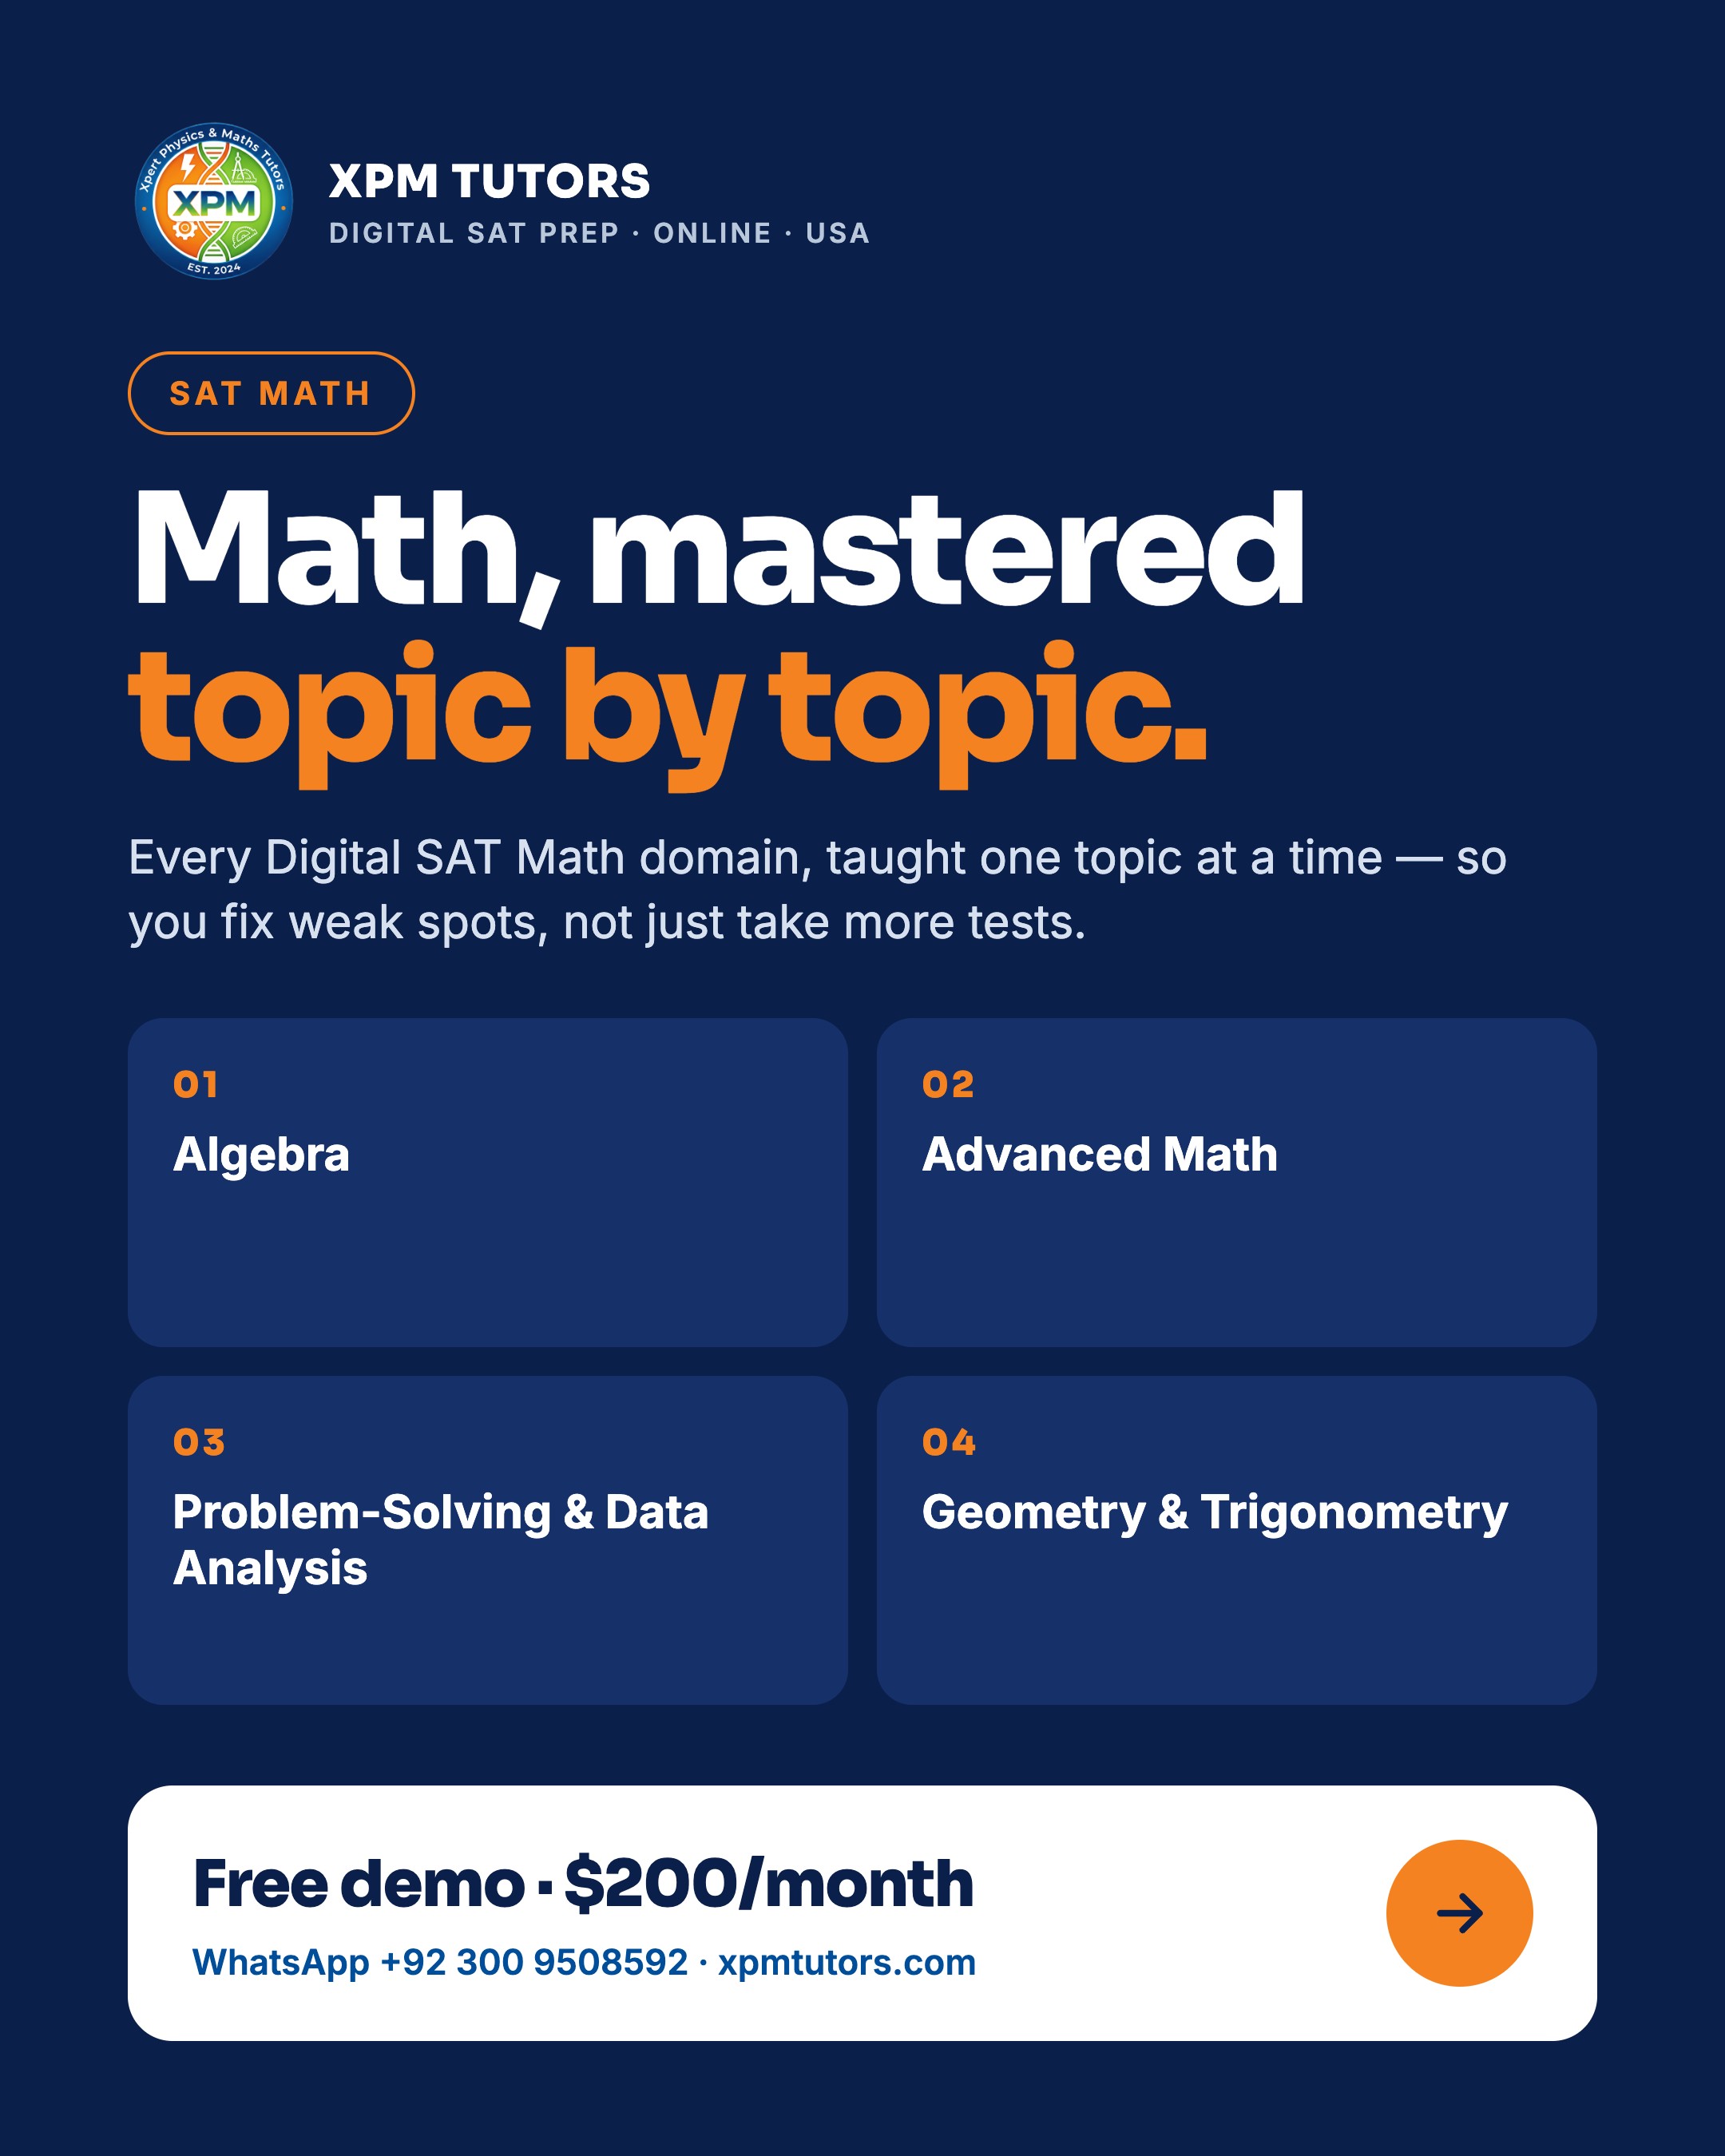 Xpert Physics & Maths Tutors
XPM
EST. 2024
XPM TUTORS
DIGITAL SAT PREP · ONLINE · USA
SAT MATH
Math, mastered
topic by topic.
Every Digital SAT Math domain, taught one topic at a time — so
you fix weak spots, not just take more tests.
01
Algebra
02
Advanced Math
03
Problem-Solving & Data
Analysis
04
Geometry & Trigonometry
Free demo · $200/month
WhatsApp +92 300 9508592 · xpmtutors.com